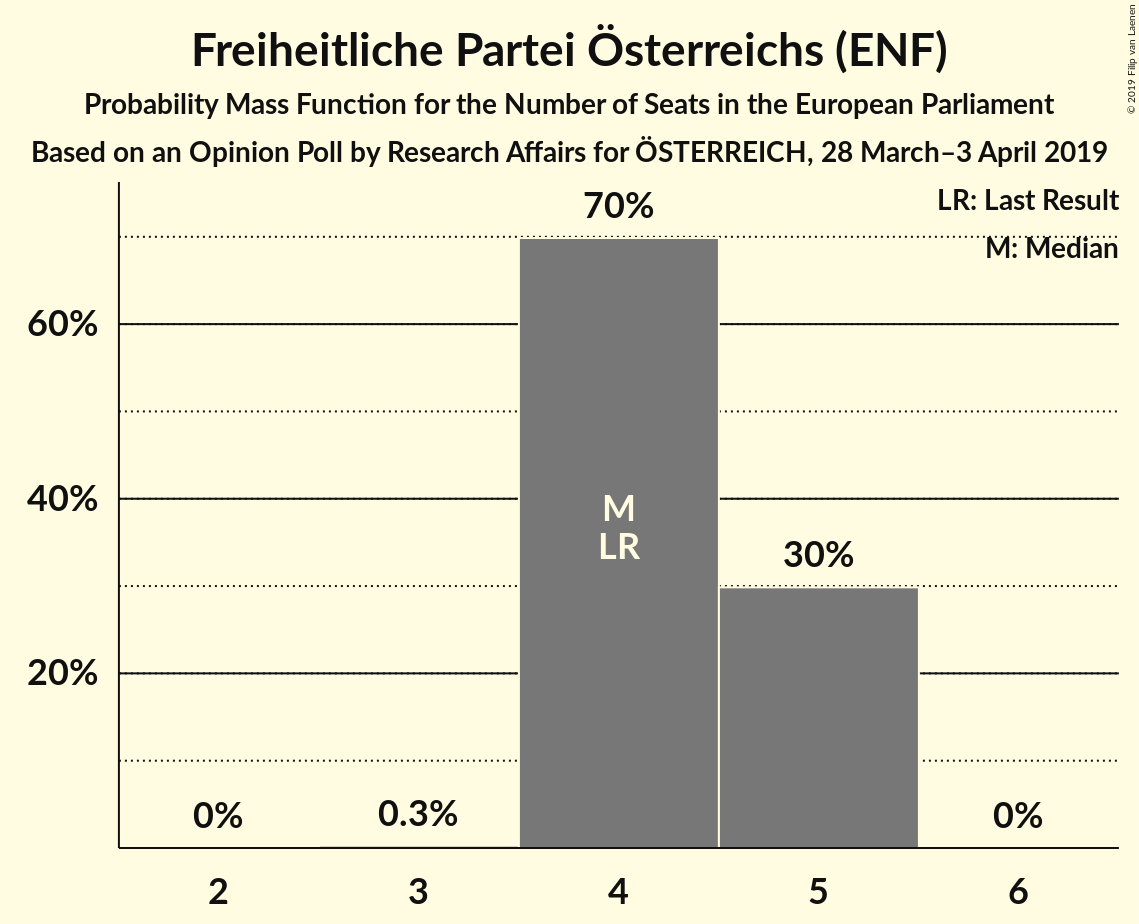 Freiheitliche Partei Österreichs (ENF)
Probability Mass Function for the Number of Seats in the European Parliament
Based on an Opinion Poll by Research Affairs for ÖSTERREICH, 28 March–3 April 2019
© 2019 Filip van Laenen
LR: Last Result
M: Median
70%
60%
40%
M
LR
30%
20%
0%
0.3%
0%
2
3
4
5
6